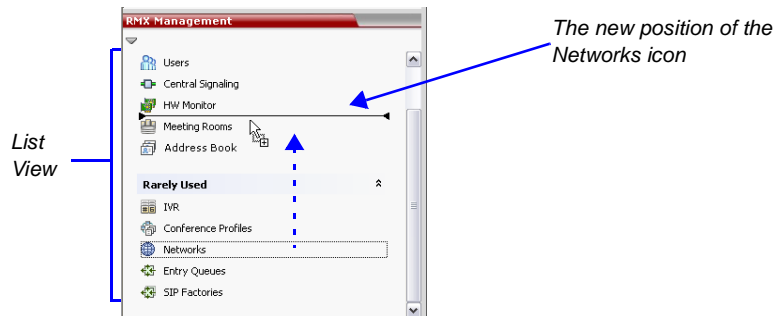 RMX Management
The new position of the
Networks icon
Users
Central Signaling
HW Monitor
Meeting Rooms
Address Book
List
View
Rarely Used
IVR
Conference Profiles
Networks
Entry Queues
SIP Factories